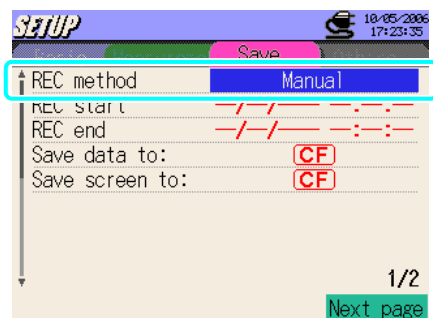 SETUP
10/05/2006
17:23:35
Save
REC method Manual
REC start –/–/–– –:–:–
REC end –/–/–– –:–:–
Save data to: CF
Save screen to: CF
1/2
Next page